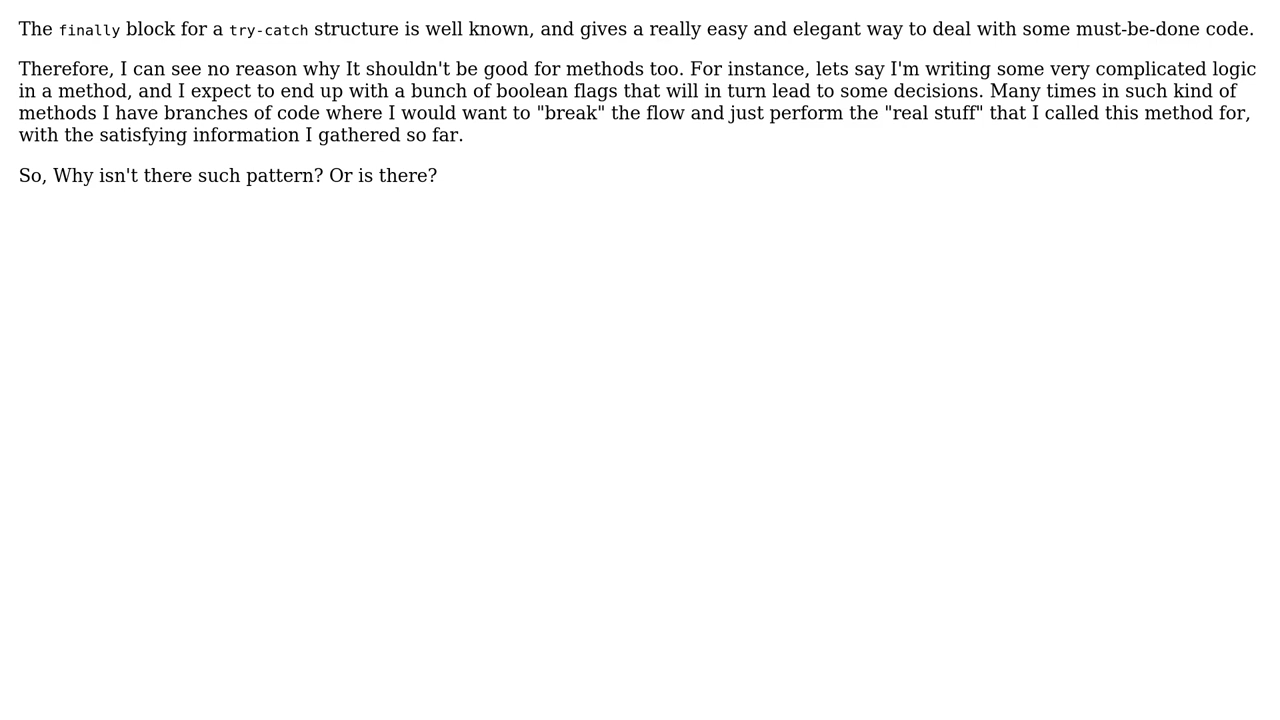 The finally block for a try-catch structure is well known, and gives a really easy and elegant way to deal with some must-be-done code.
Therefore, I can see no reason why It shouldn't be good for methods too. For instance, lets say I'm writing some very complicated logic
in a method, and I expect to end up with a bunch of boolean flags that will in turn lead to some decisions. Many times in such kind of
methods I have branches of code where I would want to "break" the flow and just perform the "real stuff" that I called this method for,
with the satisfying information I gathered so far.
So, Why isn't there such pattern? Or is there?